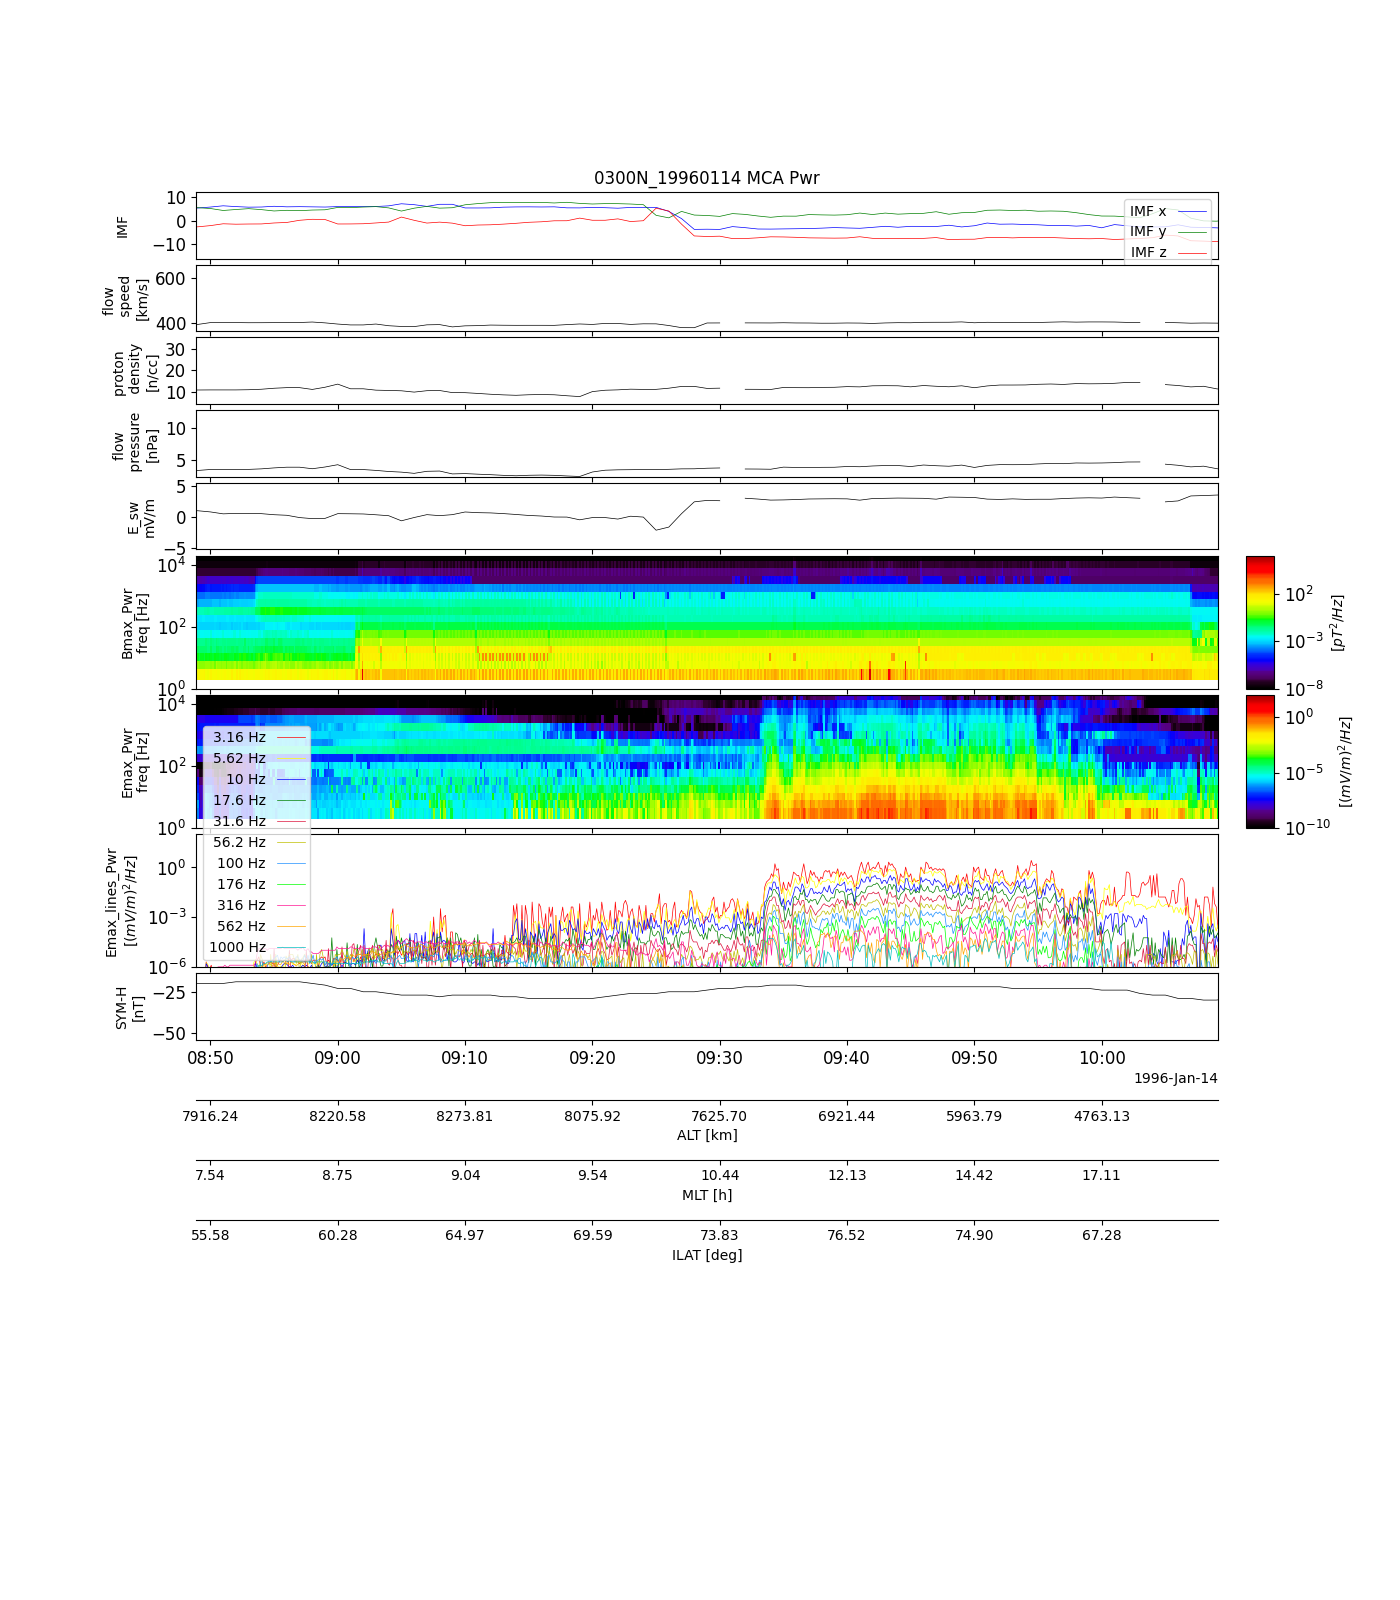 0300N_19960114 MCA Pwr
IMF
10
0
−10
IMF x
IMF y
IMF z
flow
speed
[km/s]
600
400
proton
density
[n/cc]
30
20
10
flow
pressure
[nPa]
10
5
E_sw
mV/m
5
0
−5
Bmax_Pwr
freq [Hz]
10^4
10^2
10^0
10^2
10^−3
10^−8
[pT^2/Hz]
Emax_Pwr
freq [Hz]
10^4
10^2
10^0
10^0
10^−5
10^−10
[(mV/m)^2/Hz]
3.16 Hz
5.62 Hz
10 Hz
17.6 Hz
31.6 Hz
56.2 Hz
100 Hz
176 Hz
316 Hz
562 Hz
1000 Hz
Emax_lines_Pwr
[(mV/m)^2/Hz]
10^0
10^−3
10^−6
SYM-H
[nT]
−25
−50
08:50 09:00 09:10 09:20 09:30 09:40 09:50 10:00
1996-Jan-14
7916.24 8220.58 8273.81 8075.92 7625.70 6921.44 5963.79 4763.13
ALT [km]
7.54 8.75 9.04 9.54 10.44 12.13 14.42 17.11
MLT [h]
55.58 60.28 64.97 69.59 73.83 76.52 74.90 67.28
ILAT [deg]